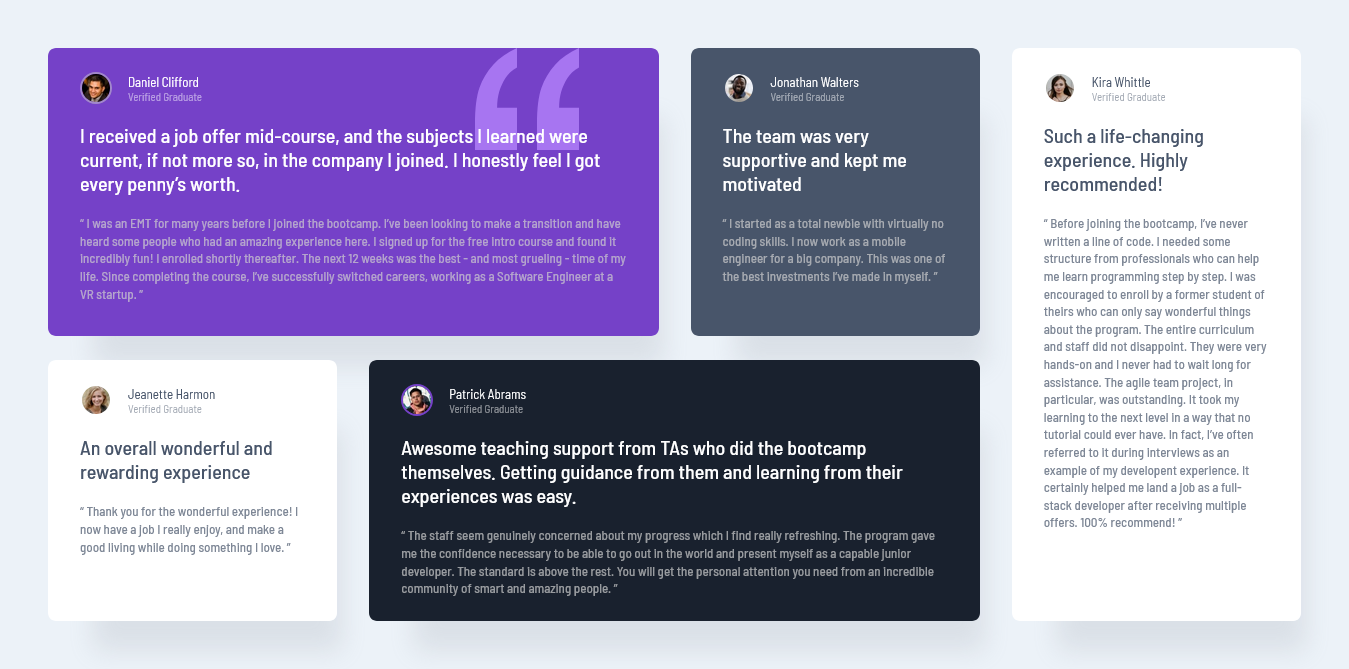 Daniel Clifford
Verified Graduate
I received a job offer mid-course, and the subjects I learned were
current, if not more so, in the company I joined. I honestly feel I got
every penny’s worth.
“ I was an EMT for many years before I joined the bootcamp. I’ve been looking to make a transition and have
heard some people who had an amazing experience here. I signed up for the free intro course and found it
incredibly fun! I enrolled shortly thereafter. The next 12 weeks was the best - and most grueling - time of my
life. Since completing the course, I’ve successfully switched careers, working as a Software Engineer at a
VR startup. ”
Jonathan Walters
Verified Graduate
The team was very
supportive and kept me
motivated
“ I started as a total newbie with virtually no
coding skills. I now work as a mobile
engineer for a big company. This was one of
the best investments I’ve made in myself. ”
Kira Whittle
Verified Graduate
Such a life-changing
experience. Highly
recommended!
“ Before joining the bootcamp, I’ve never
written a line of code. I needed some
structure from professionals who can help
me learn programming step by step. I was
encouraged to enroll by a former student of
theirs who can only say wonderful things
about the program. The entire curriculum
and staff did not disappoint. They were very
hands-on and I never had to wait long for
assistance. The agile team project, in
particular, was outstanding. It took my
learning to the next level in a way that no
tutorial could ever have. In fact, I’ve often
referred to it during interviews as an
example of my developent experience. It
certainly helped me land a job as a full-
stack developer after receiving multiple
offers. 100% recommend! ”
Jeanette Harmon
Verified Graduate
An overall wonderful and
rewarding experience
“ Thank you for the wonderful experience! I
now have a job I really enjoy, and make a
good living while doing something I love. ”
Patrick Abrams
Verified Graduate
Awesome teaching support from TAs who did the bootcamp
themselves. Getting guidance from them and learning from their
experiences was easy.
“ The staff seem genuinely concerned about my progress which I find really refreshing. The program gave
me the confidence necessary to be able to go out in the world and present myself as a capable junior
developer. The standard is above the rest. You will get the personal attention you need from an incredible
community of smart and amazing people. ”